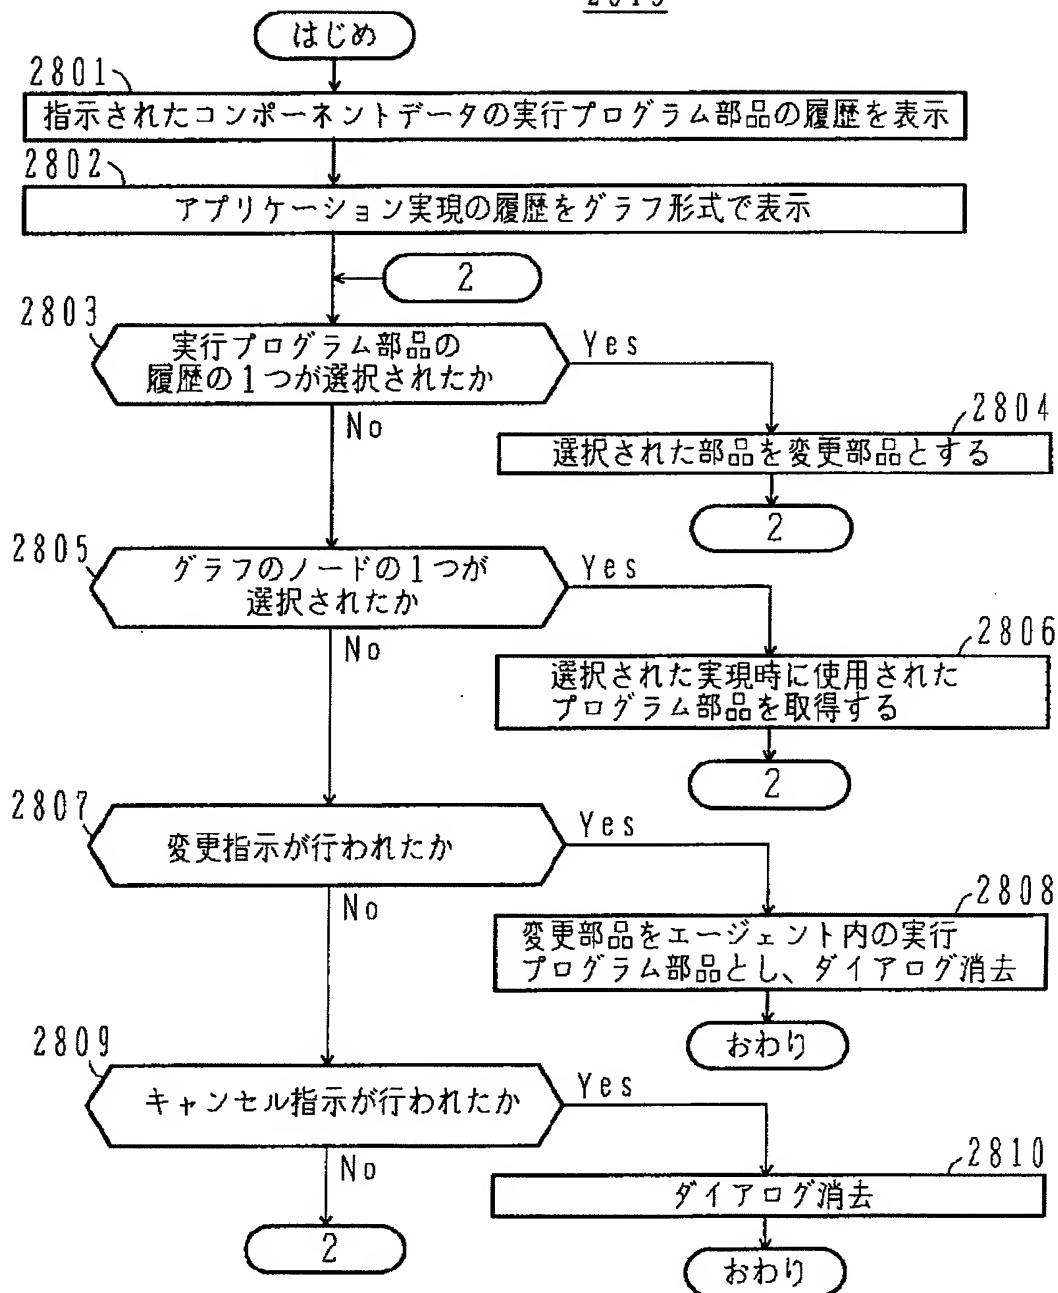 はじめ
2801
指示されたコンポーネントデータの実行プログラム部品の履歴を表示
2802
アプリケーション実現の履歴をグラフ形式で表示
2
2803
実行プログラム部品の
履歴の1つが選択されたか
Yes
No
2804
選択された部品を変更部品とする
2
2805
グラフのノードの1つが
選択されたか
Yes
No
2806
選択された実現時に使用された
プログラム部品を取得する
2
2807
変更指示が行われたか
Yes
No
2808
変更部品をエージェント内の実行
プログラム部品とし、ダイアログ消去
おわり
2809
キャンセル指示が行われたか
Yes
No
2810
ダイアログ消去
2
おわり